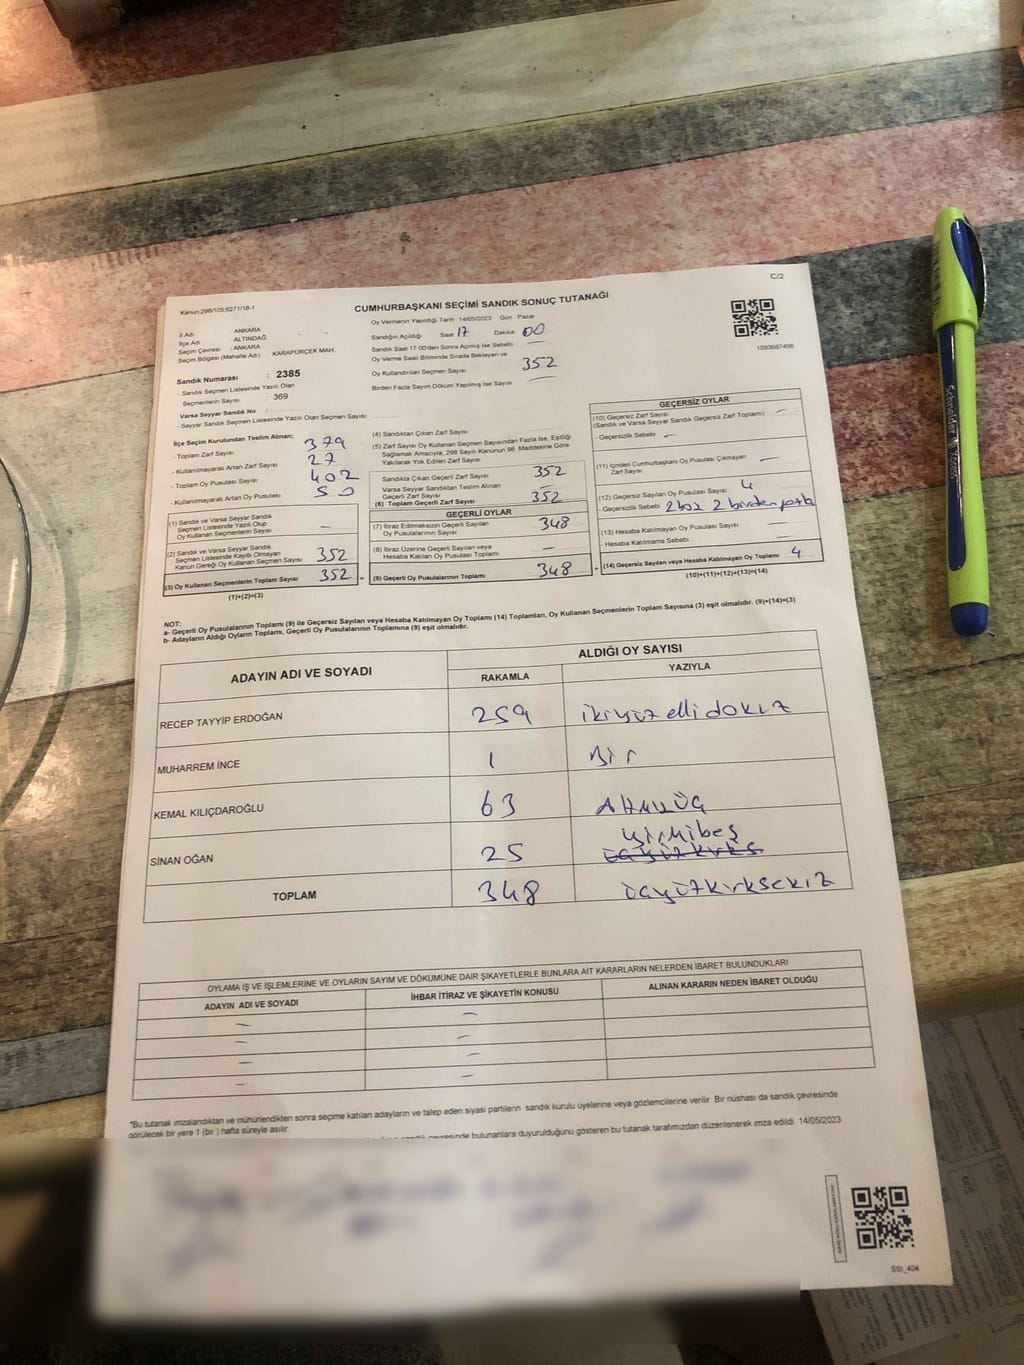 C/2
Kanun:298/105;6271/18-1
CUMHURBAŞKANI SEÇİMİ SANDIK SONUÇ TUTANAĞI
İl Adı : ANKARA
İlçe Adı : ALTINDAĞ
Seçim Çevresi : ANKARA
Seçim Bölgesi (Mahalle Adı) : KARAPÜRÇEK MAH.
Oy Vermenin Yapıldığı Tarih 14/05/2023 Gün : Pazar
Sandığın Açıldığı Saat 17 Dakika 00
Sandık Saat 17:00'den Sonra Açılmış İse Sebebi —
Oy Verme Saati Bitiminde Sırada Bekleyen ve
Oy Kullandırılan Seçmen Sayısı 352
Birden Fazla Sayım Döküm Yapılmış İse Sayısı —
1093687456
Sandık Numarası : 2385
- Sandık Seçmen Listesinde Yazılı Olan
Seçmenlerin Sayısı : 369
Varsa Seyyar Sandık No :
- Seyyar Sandık Seçmen Listesinde Yazılı Olan Seçmen Sayısı
İlçe Seçim Kurulundan Teslim Alınan;
- Toplam Zarf Sayısı 379
- Kullanılmayarak Artan Zarf Sayısı 27
- Toplam Oy Pusulası Sayısı 402
- Kullanılmayarak Artan Oy Pusulası 50
(1) Sandık ve Varsa Seyyar Sandık
Seçmen Listesinde Yazılı Olup
Oy Kullanan Seçmenlerin Sayısı —
(2) Sandık ve Varsa Seyyar Sandık
Seçmen Listesinde Kayıtlı Olmayan
Kanun Gereği Oy Kullanan Seçmen Sayısı 352
(3) Oy Kullanan Seçmenlerin Toplam Sayısı 352 =
(1)+(2)=(3)
(4) Sandıktan Çıkan Zarf Sayısı
(5) Zarf Sayısı Oy Kullanan Seçmen Sayısından Fazla İse, Eşitliği
Sağlamak Amacıyla; 298 Sayılı Kanunun 98. Maddesine Göre
Yakılarak Yok Edilen Zarf Sayısı
Sandıkta Çıkan Geçerli Zarf Sayısı 352
Varsa Seyyar Sandıktan Teslim Alınan
Geçerli Zarf Sayısı —
(6) Toplam Geçerli Zarf Sayısı 352
GEÇERLİ OYLAR
(7) İtiraz Edilmeksizin Geçerli Sayılan
Oy Pusulasının Sayısı 348
(8) İtiraz Üzerine Geçerli Sayılan veya
Hesaba Katılan Oy Pusulası Toplamı —
(9) Geçerli Oy Pusulalarının Toplamı 348 +
GEÇERSİZ OYLAR
(10) Geçersiz Zarf Sayısı
(Sandık ve Varsa Seyyar Sandık Geçersiz Zarf Toplamı) —
- Geçersizlik Sebebi —
(11) İçinden Cumhurbaşkanı Oy Pusulası Çıkmayan
Zarf Sayısı —
(12) Geçersiz Sayılan Oy Pusulası Sayısı 4
- Geçersizlik Sebebi 2 boş 2 birden fazla
(13) Hesaba Katılmayan Oy Pusulası Sayısı
- Hesaba Katılmama Sebebi —
(14) Geçersiz Sayılan veya Hesaba Katılmayan Oy Toplamı 4
(10)+(11)+(12)+(13)=(14)
NOT:
a- Geçerli Oy Pusulalarının Toplamı (9) ile Geçersiz Sayılan veya Hesaba Katılmayan Oy Toplamı (14) Toplamları, Oy Kullanan Seçmenlerin Toplam Sayısına (3) eşit olmalıdır. (9)+(14)=(3)
b- Adayların Aldığı Oyların Toplamı, Geçerli Oy Pusulalarının Toplamına (9) eşit olmalıdır.
ADAYIN ADI VE SOYADI ALDIĞI OY SAYISI
RAKAMLA YAZIYLA
RECEP TAYYİP ERDOĞAN 259 ikiyüz elli dokuz
MUHARREM İNCE 1 Bir
KEMAL KILIÇDAROĞLU 63 Altmış üç
SİNAN OĞAN 25 yirmibeş
TOPLAM 348 üçyüzkırksekiz
OYLAMA İŞ VE İŞLEMLERİNE VE OYLARIN SAYIM VE DÖKÜMÜNE DAİR ŞİKAYETLERLE BUNLARA AİT KARARLARIN NELERDEN İBARET BULUNDUKLARI
ADAYIN ADI VE SOYADI İHBAR İTİRAZ VE ŞİKAYETİN KONUSU ALINAN KARARIN NEDEN İBARET OLDUĞU
— —
— —
— —
— —
*Bu tutanak imzalandıktan ve mühürlendikten sonra seçime katılan adayların ve talep eden siyasi partilerin sandık kurulu üyelerine veya gözlemcilerine verilir. Bir nüshası da sandık çevresinde
görülecek bir yere 1 (bir ) hafta süreyle asılır.
sandık çevresinde bulunanlara duyurulduğunu gösteren bu tutanak tarafımızdan düzenlenerek imza edildi. 14/05/2023
SSt_404
Schneider